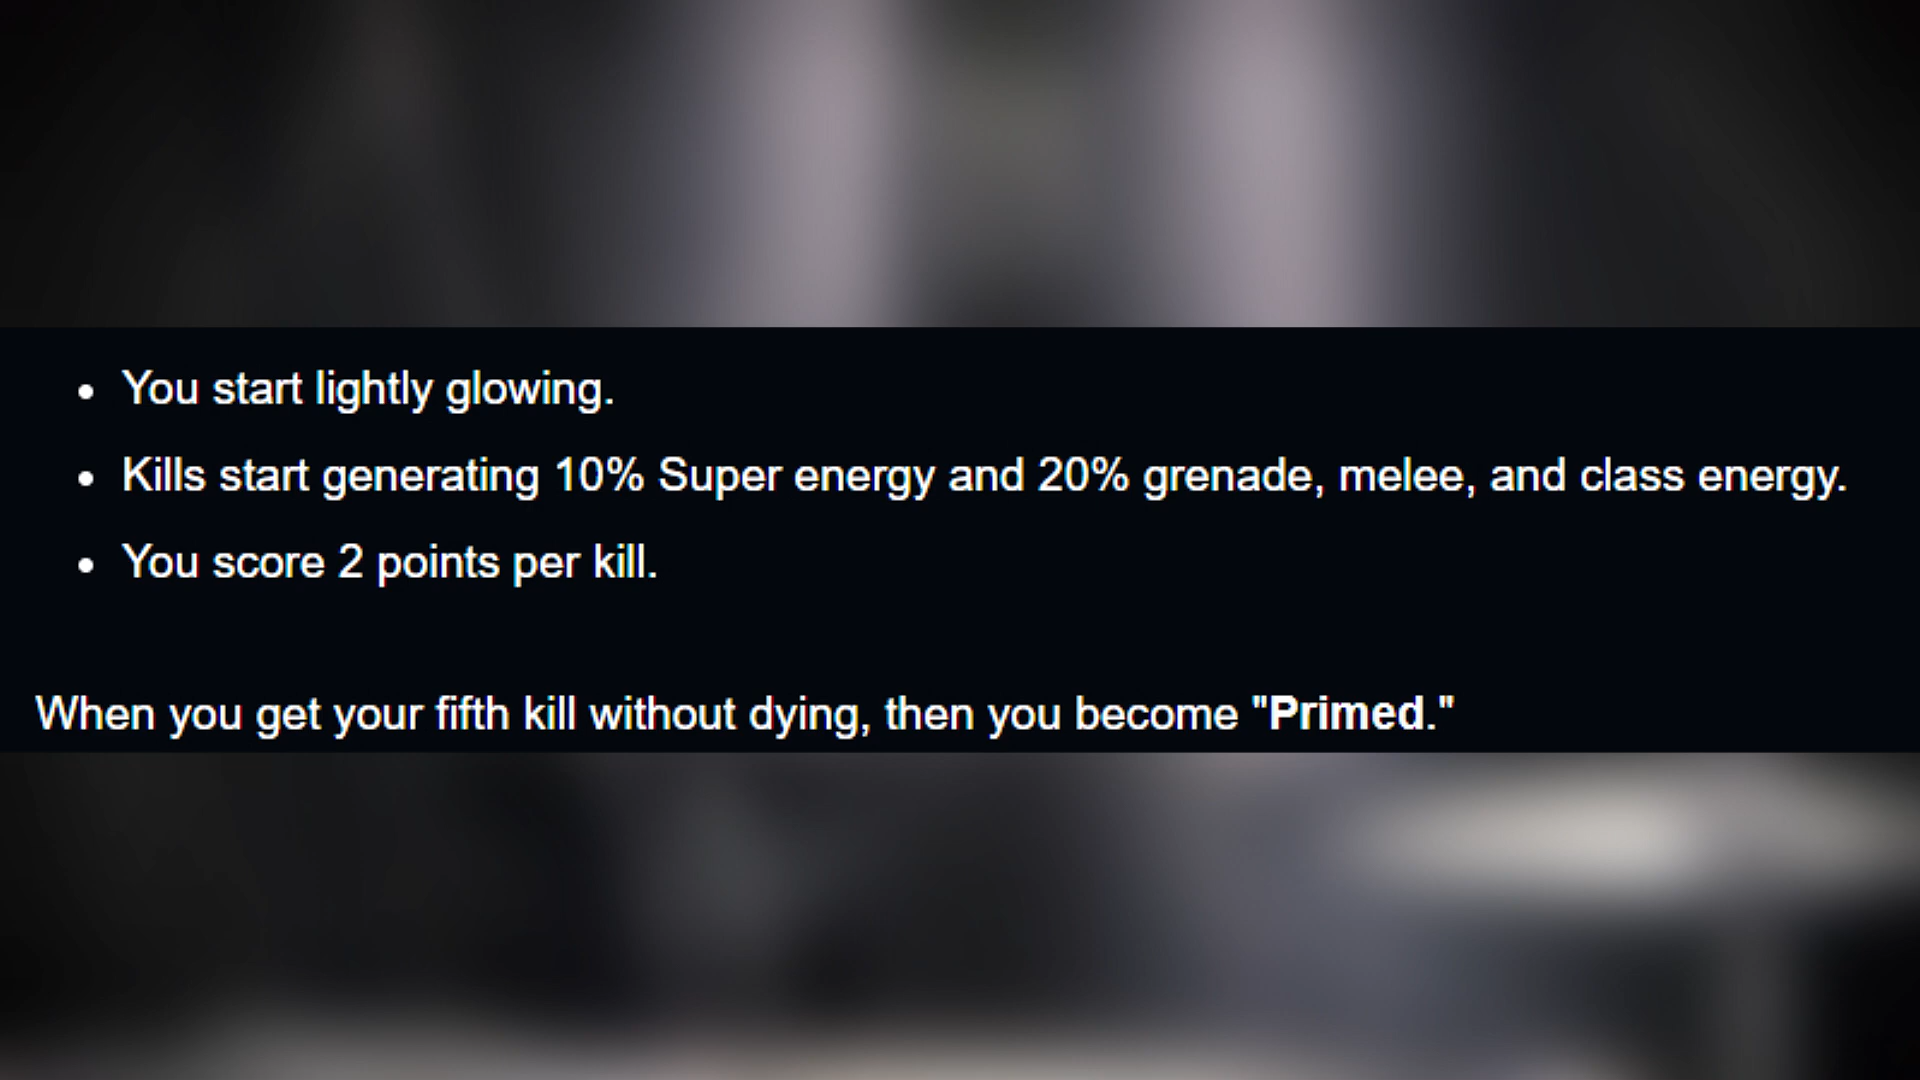 • You start lightly glowing.
• Kills start generating 10% Super energy and 20% grenade, melee, and class energy.
• You score 2 points per kill.
When you get your fifth kill without dying, then you become "Primed."